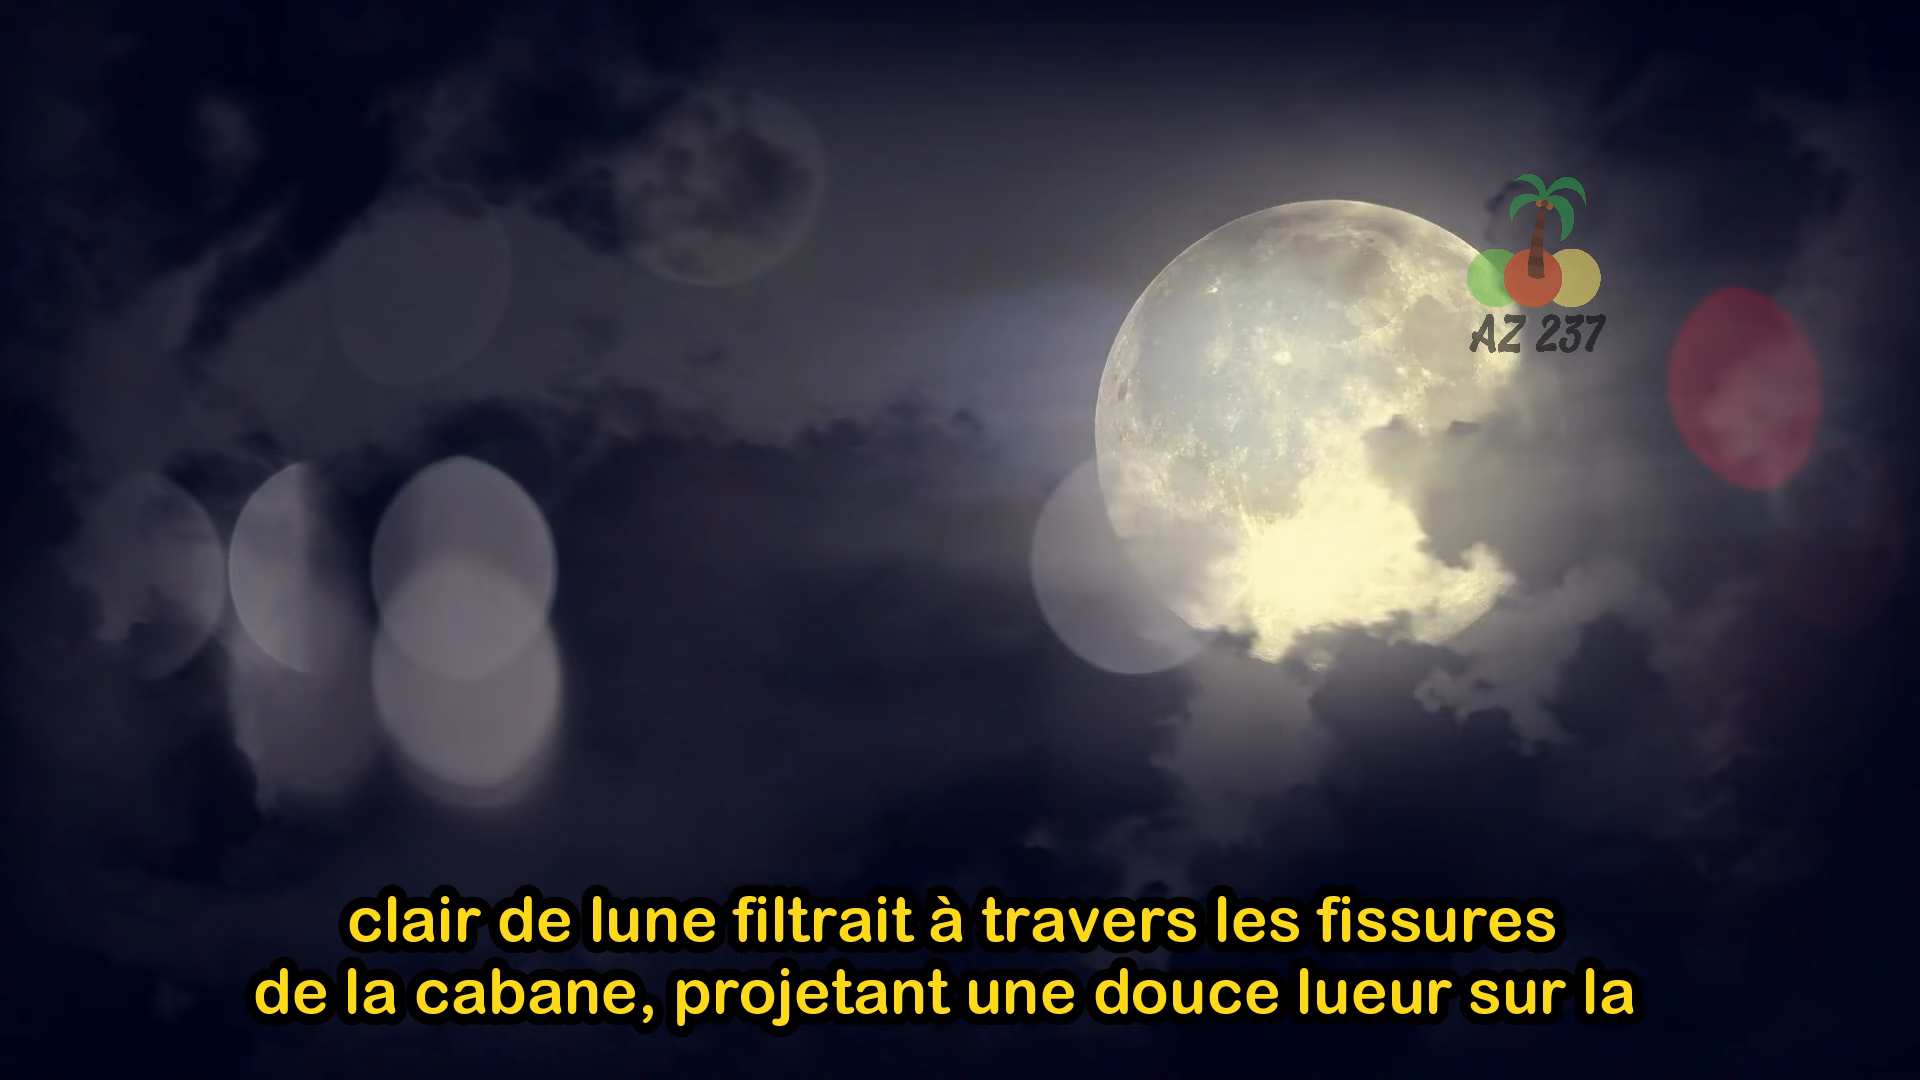 AZ 237
clair de lune filtrait à travers les fissures
de la cabane, projetant une douce lueur sur la